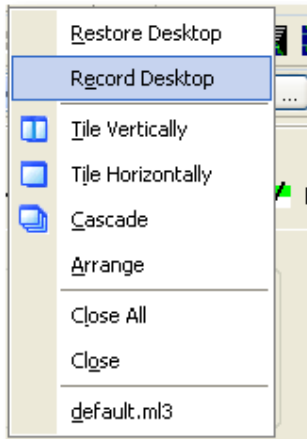 Restore Desktop
Record Desktop
...
Tile Vertically
Tile Horizontally
Cascade
Arrange
Close All
Close
default.ml3